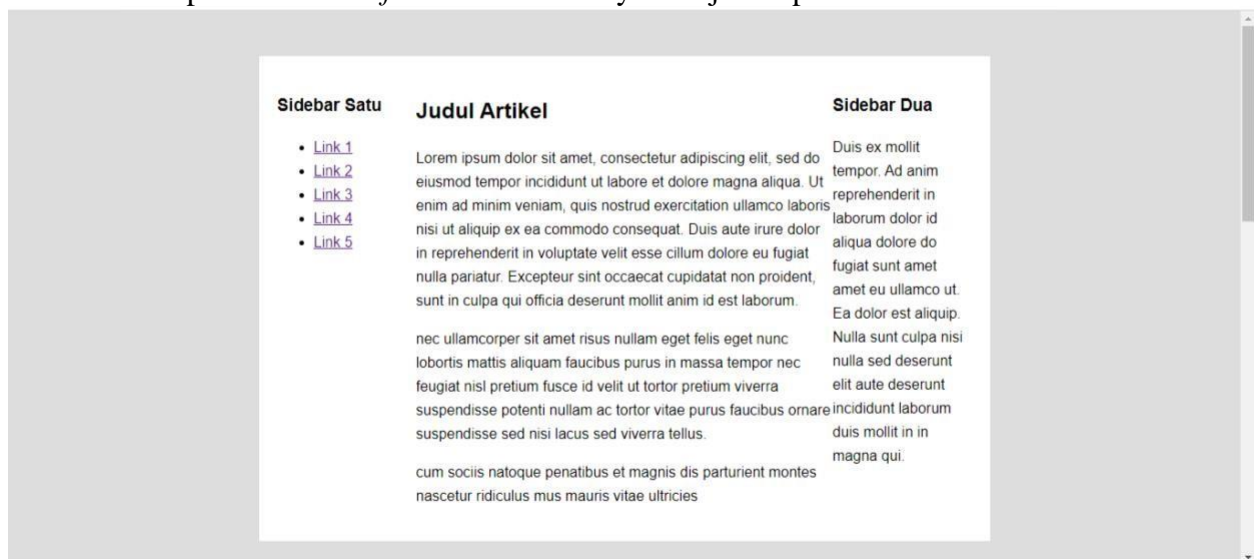 Sidebar Satu
Link 1
Link 2
Link 3
Link 4
Link 5
Judul Artikel
Lorem ipsum dolor sit amet, consectetur adipiscing elit, sed do
eiusmod tempor incididunt ut labore et dolore magna aliqua. Ut
enim ad minim veniam, quis nostrud exercitation ullamco laboris
nisi ut aliquip ex ea commodo consequat. Duis aute irure dolor
in reprehenderit in voluptate velit esse cillum dolore eu fugiat
nulla pariatur. Excepteur sint occaecat cupidatat non proident,
sunt in culpa qui officia deserunt mollit anim id est laborum.
nec ullamcorper sit amet risus nullam eget felis eget nunc
lobortis mattis aliquam faucibus purus in massa tempor nec
feugiat nisl pretium fusce id velit ut tortor pretium viverra
suspendisse potenti nullam ac tortor vitae purus faucibus ornare
suspendisse sed nisi lacus sed viverra tellus.
cum sociis natoque penatibus et magnis dis parturient montes
nascetur ridiculus mus mauris vitae ultricies
Sidebar Dua
Duis ex mollit
tempor. Ad anim
reprehenderit in
laborum dolor id
aliqua dolore do
fugiat sunt amet
amet eu ullamco ut.
Ea dolor est aliquip.
Nulla sunt culpa nisi
nulla sed deserunt
elit aute deserunt
incididunt laborum
duis mollit in in
magna qui.